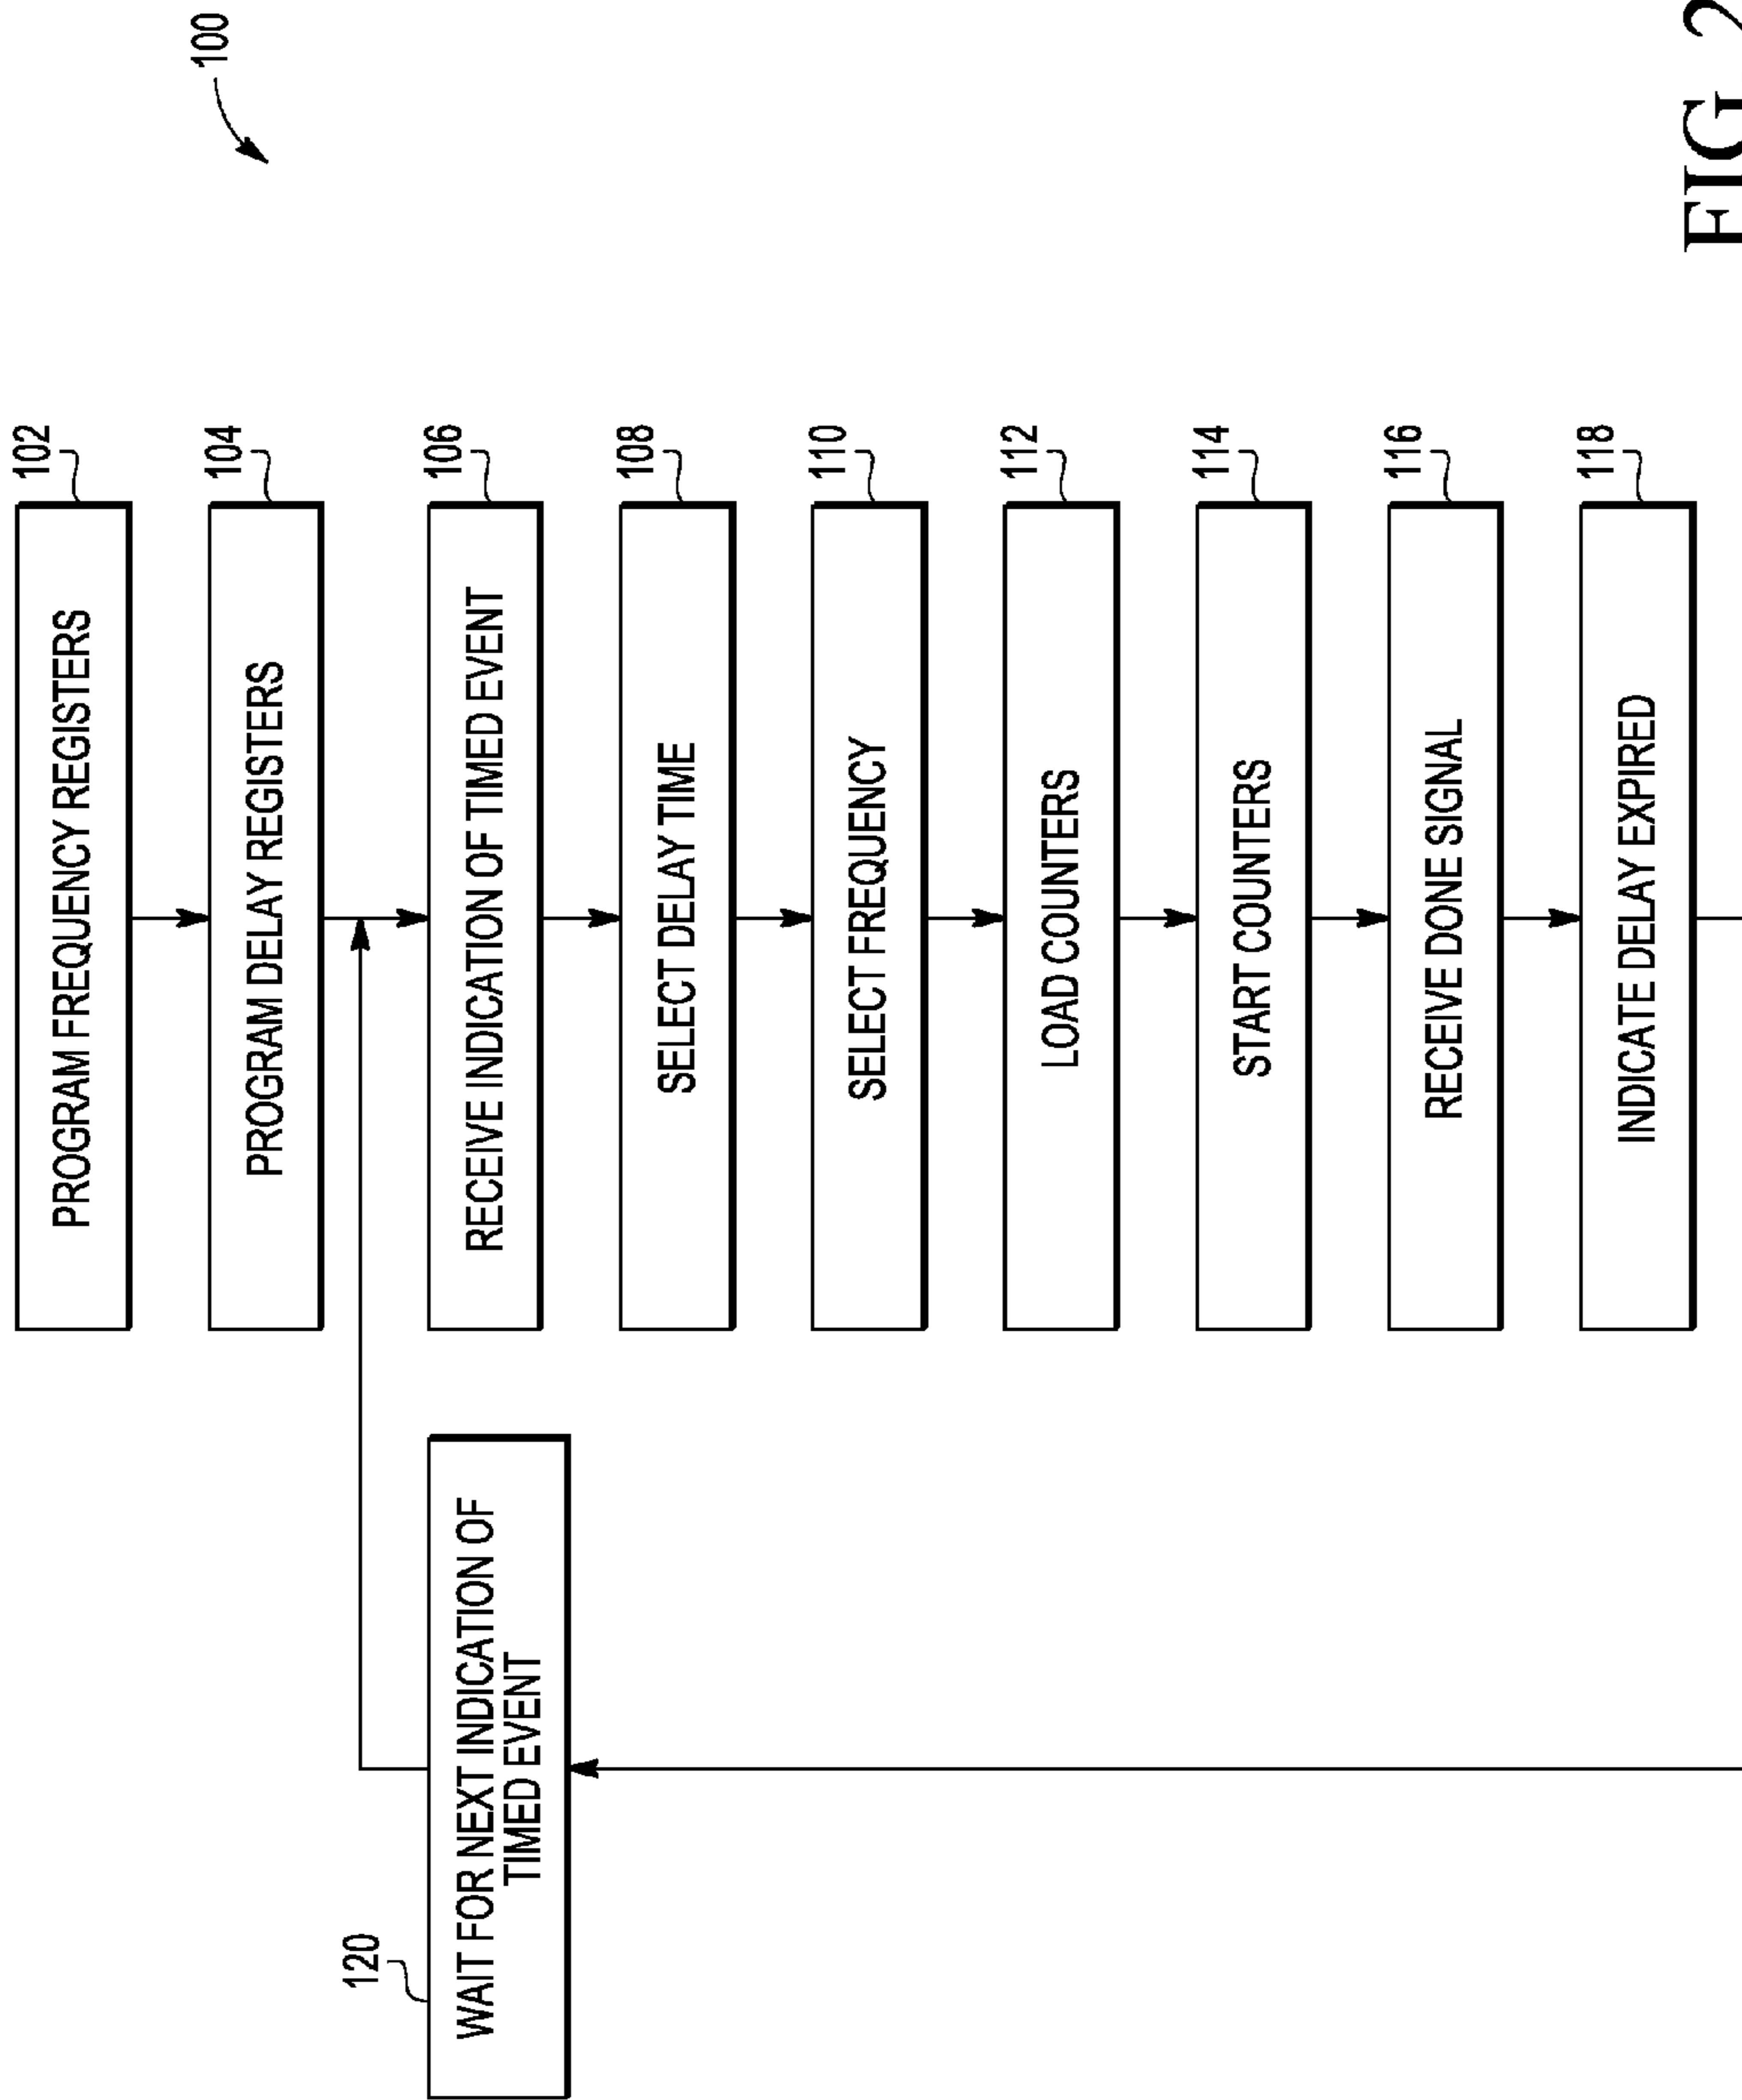 100
102
PROGRAM FREQUENCY REGISTERS
104
PROGRAM DELAY REGISTERS
106
RECEIVE INDICATION OF TIMED EVENT
108
SELECT DELAY TIME
110
SELECT FREQUENCY
112
LOAD COUNTERS
114
START COUNTERS
116
RECEIVE DONE SIGNAL
118
INDICATE DELAY EXPIRED
120
WAIT FOR NEXT INDICATION OF
TIMED EVENT
FIG 2